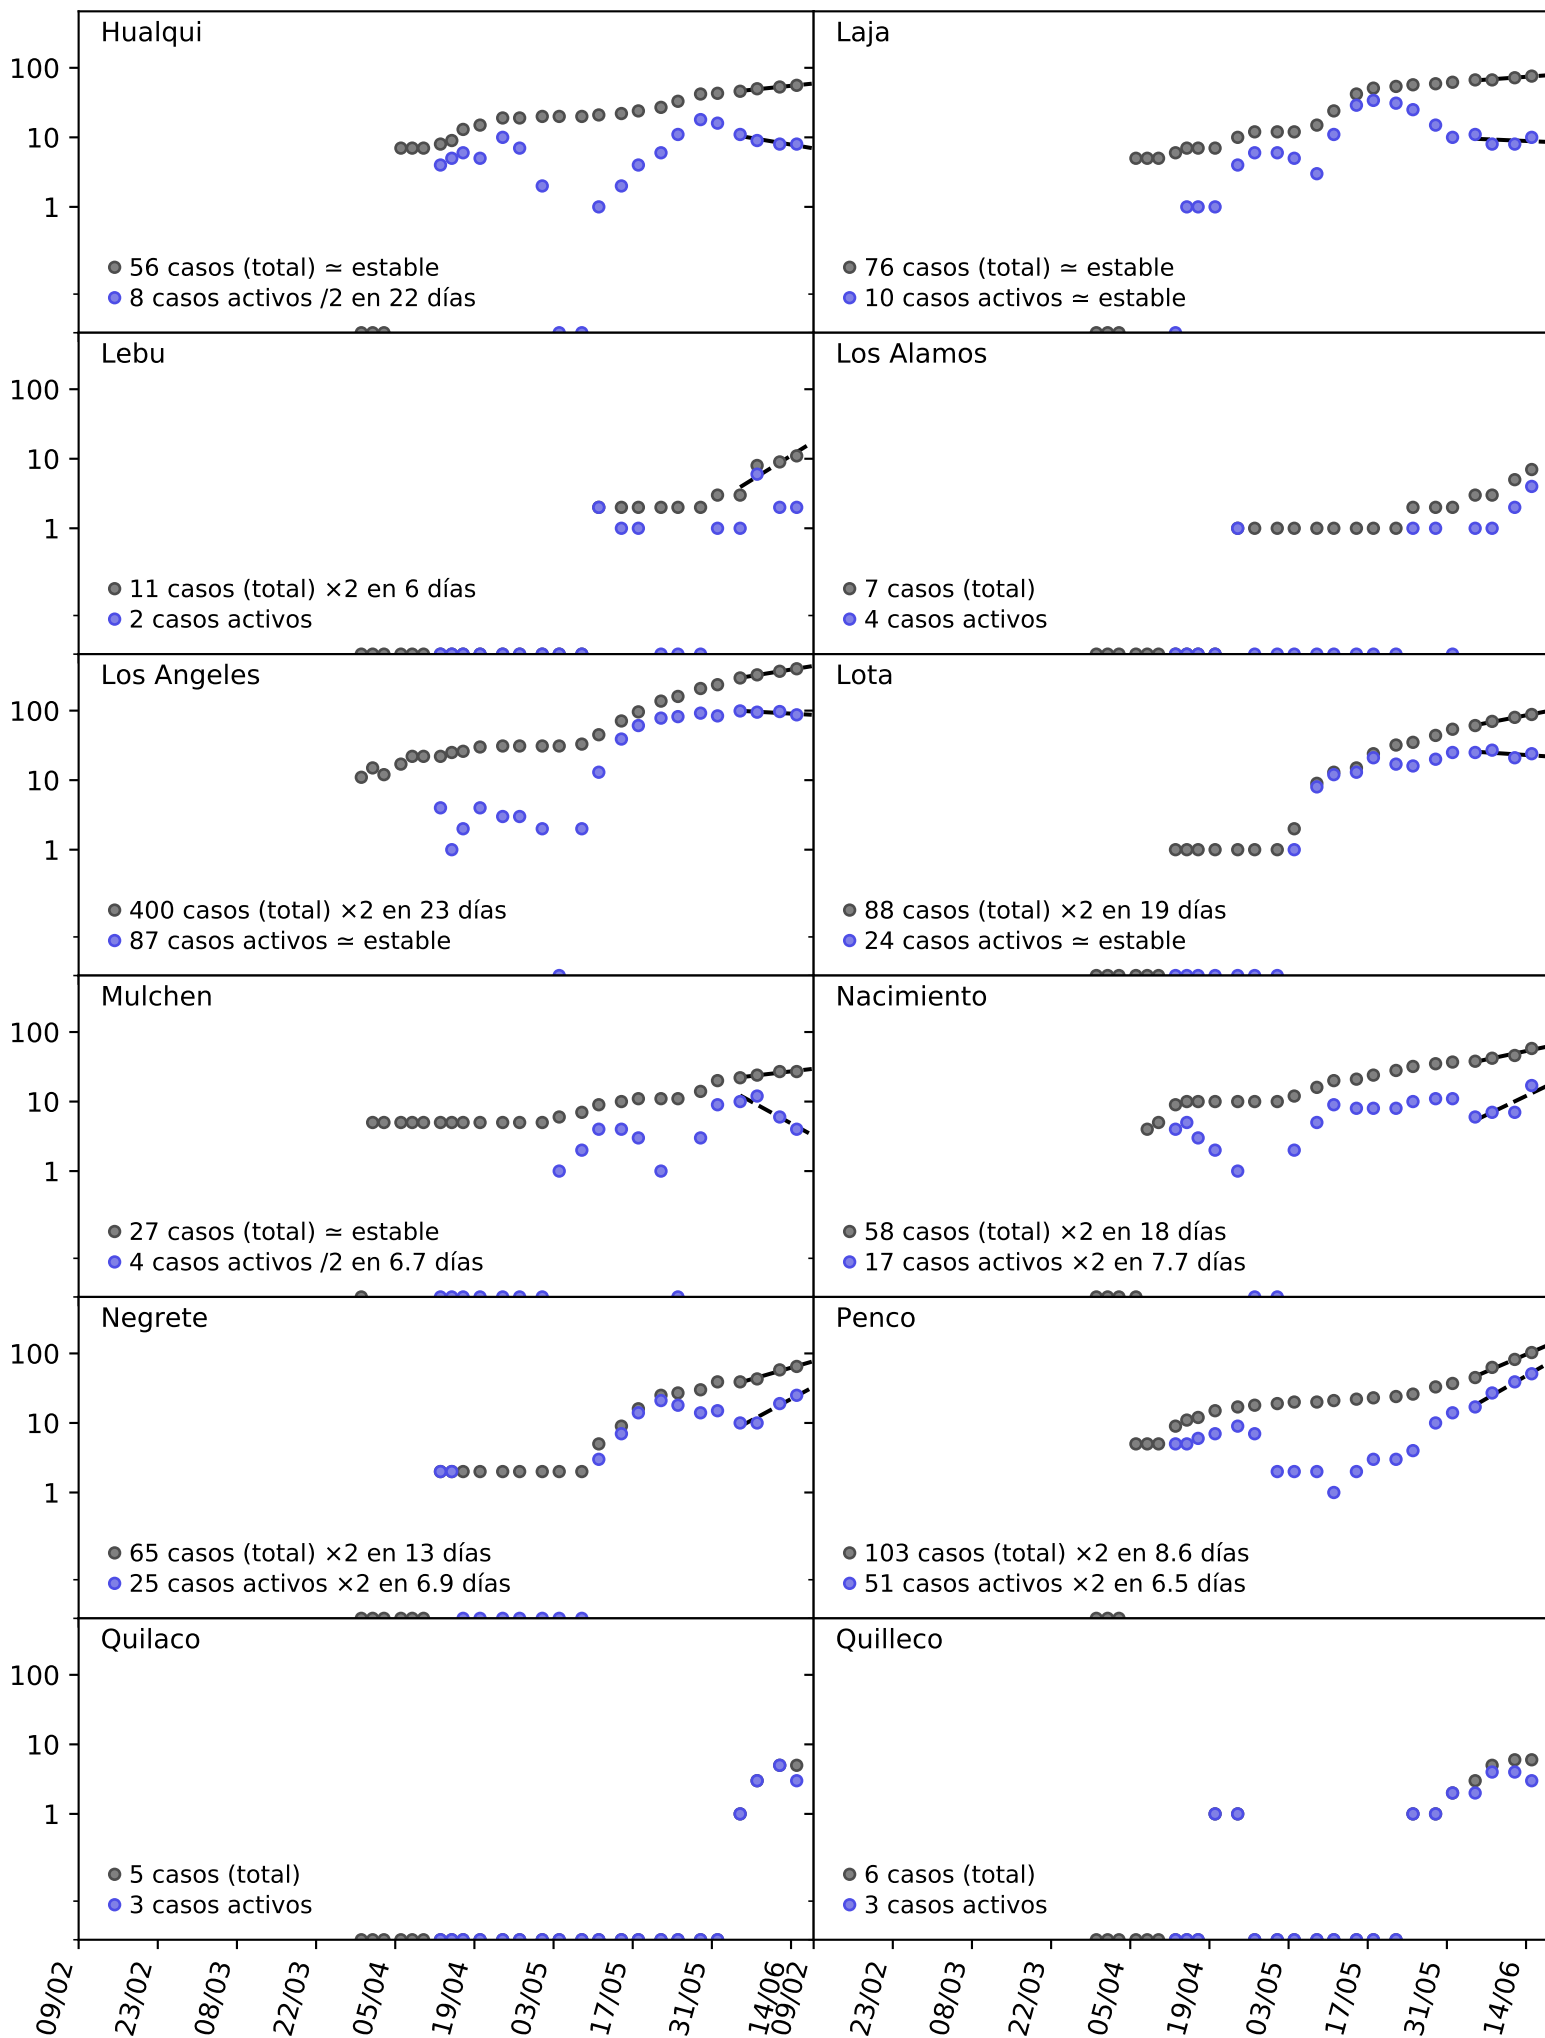 Hualqui
Laja
100
10
1
56 casos (total) ≃ estable
8 casos activos /2 en 22 días
76 casos (total) ≃ estable
10 casos activos ≃ estable
Lebu
Los Alamos
100
10
1
11 casos (total) ×2 en 6 días
2 casos activos
7 casos (total)
4 casos activos
Los Angeles
Lota
100
10
1
400 casos (total) ×2 en 23 días
87 casos activos ≃ estable
88 casos (total) ×2 en 19 días
24 casos activos ≃ estable
Mulchen
Nacimiento
100
10
1
27 casos (total) ≃ estable
4 casos activos /2 en 6.7 días
58 casos (total) ×2 en 18 días
17 casos activos ×2 en 7.7 días
Negrete
Penco
100
10
1
65 casos (total) ×2 en 13 días
25 casos activos ×2 en 6.9 días
103 casos (total) ×2 en 8.6 días
51 casos activos ×2 en 6.5 días
Quilaco
Quilleco
100
10
1
5 casos (total)
3 casos activos
6 casos (total)
3 casos activos
09/02
23/02
08/03
22/03
05/04
19/04
03/05
17/05
31/05
14/06
09/02
23/02
08/03
22/03
05/04
19/04
03/05
17/05
31/05
14/06